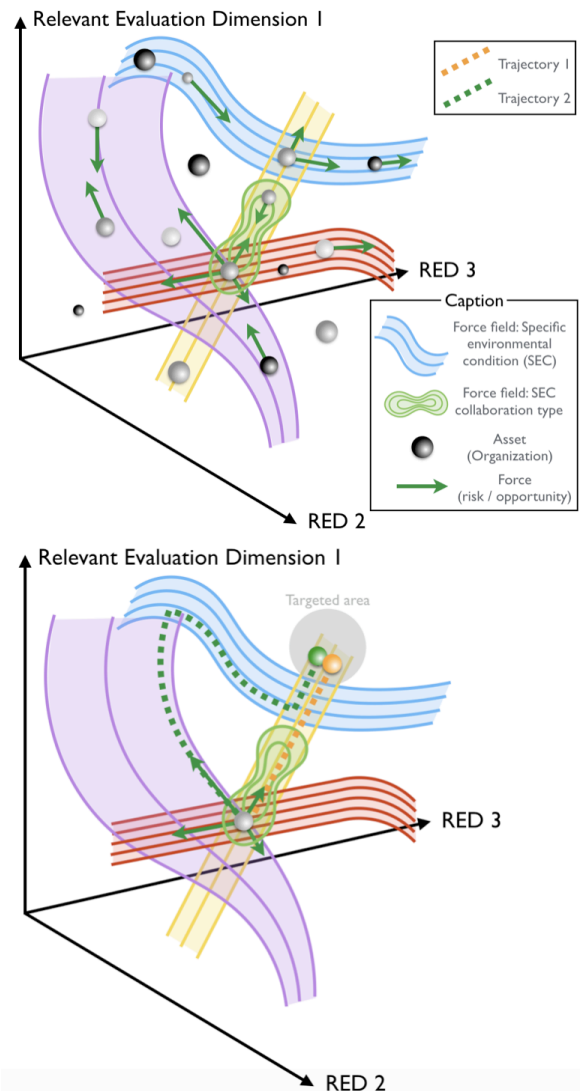 Relevant Evaluation Dimension 1
Trajectory 1
Trajectory 2
RED 3
Caption
Force field: Specific
environmental
condition (SEC)
Force field: SEC
collaboration type
Asset
(Organization)
Force
(risk / opportunity)
RED 2
Relevant Evaluation Dimension 1
Targeted area
RED 3
RED 2